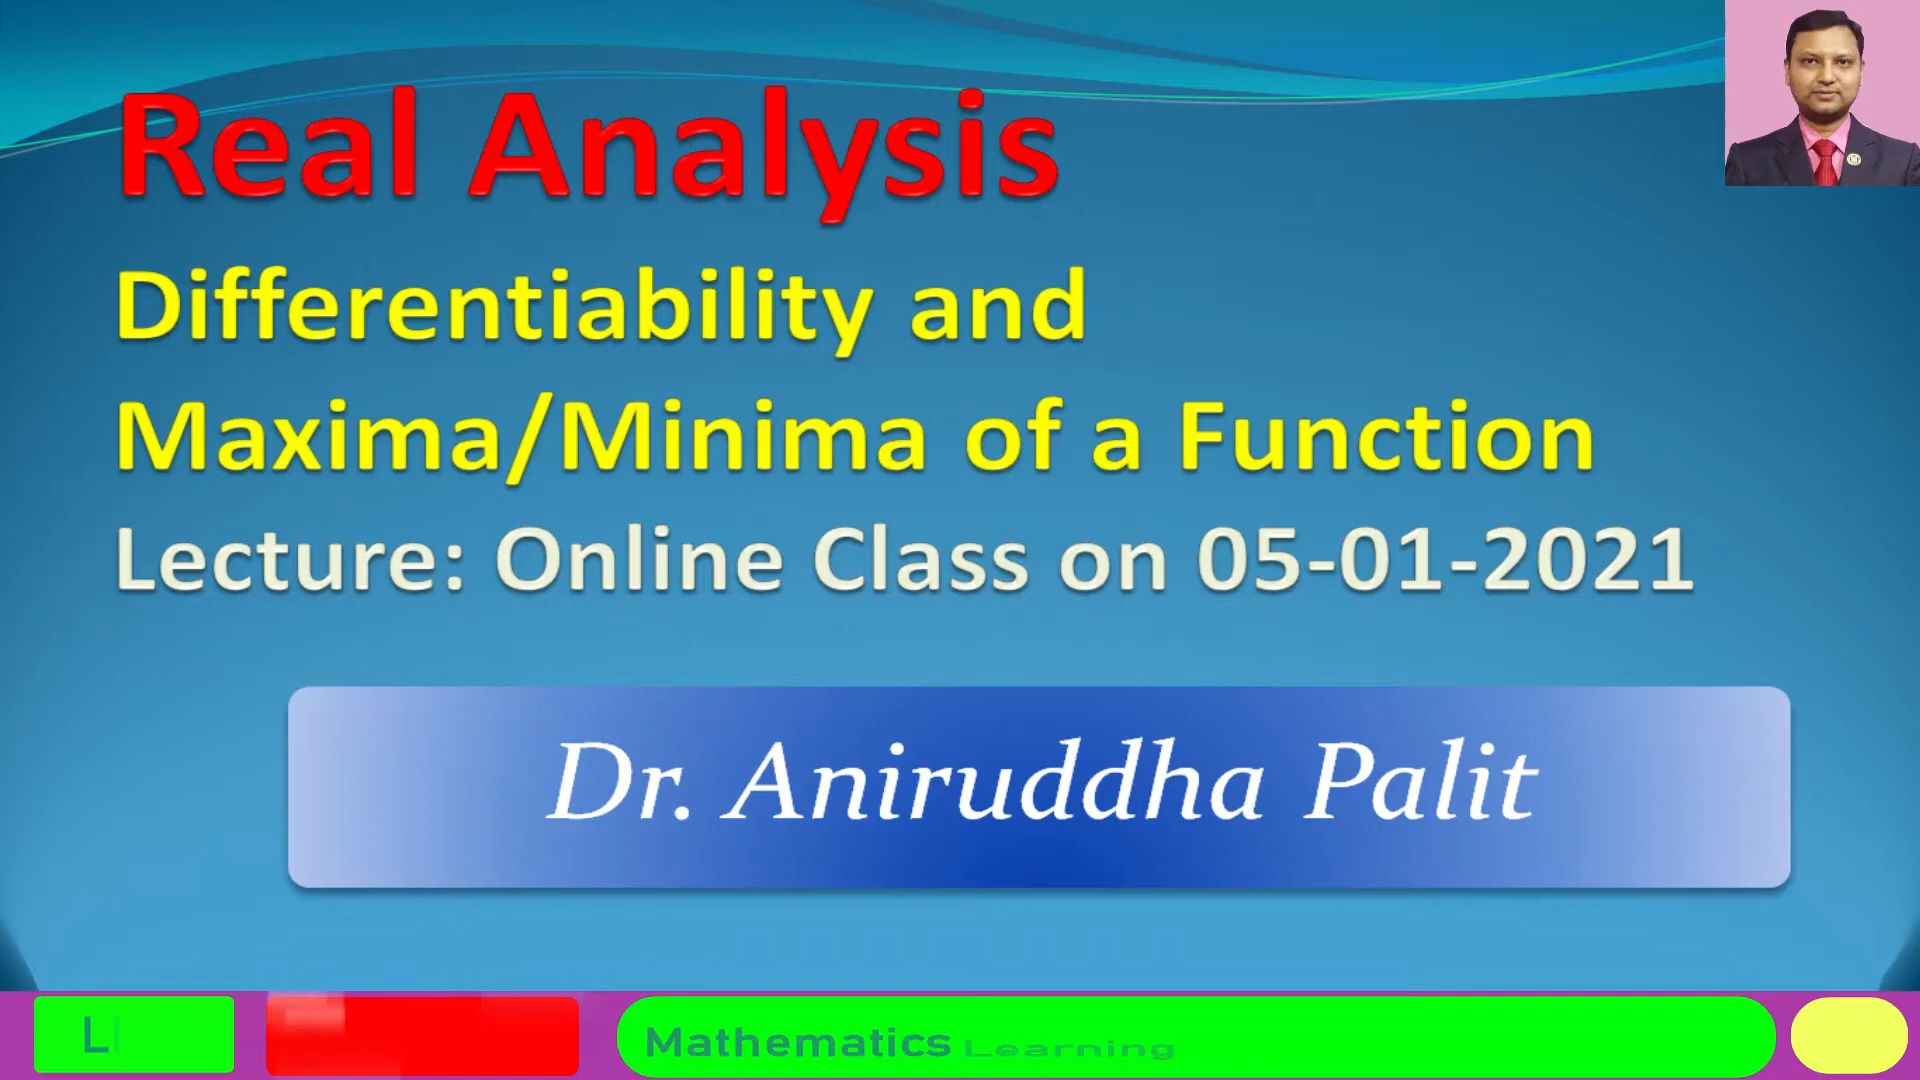 Real Analysis
Differentiability and
Maxima/Minima of a Function
Lecture: Online Class on 05-01-2021
Dr. Aniruddha Palit
L
Mathematics Learning